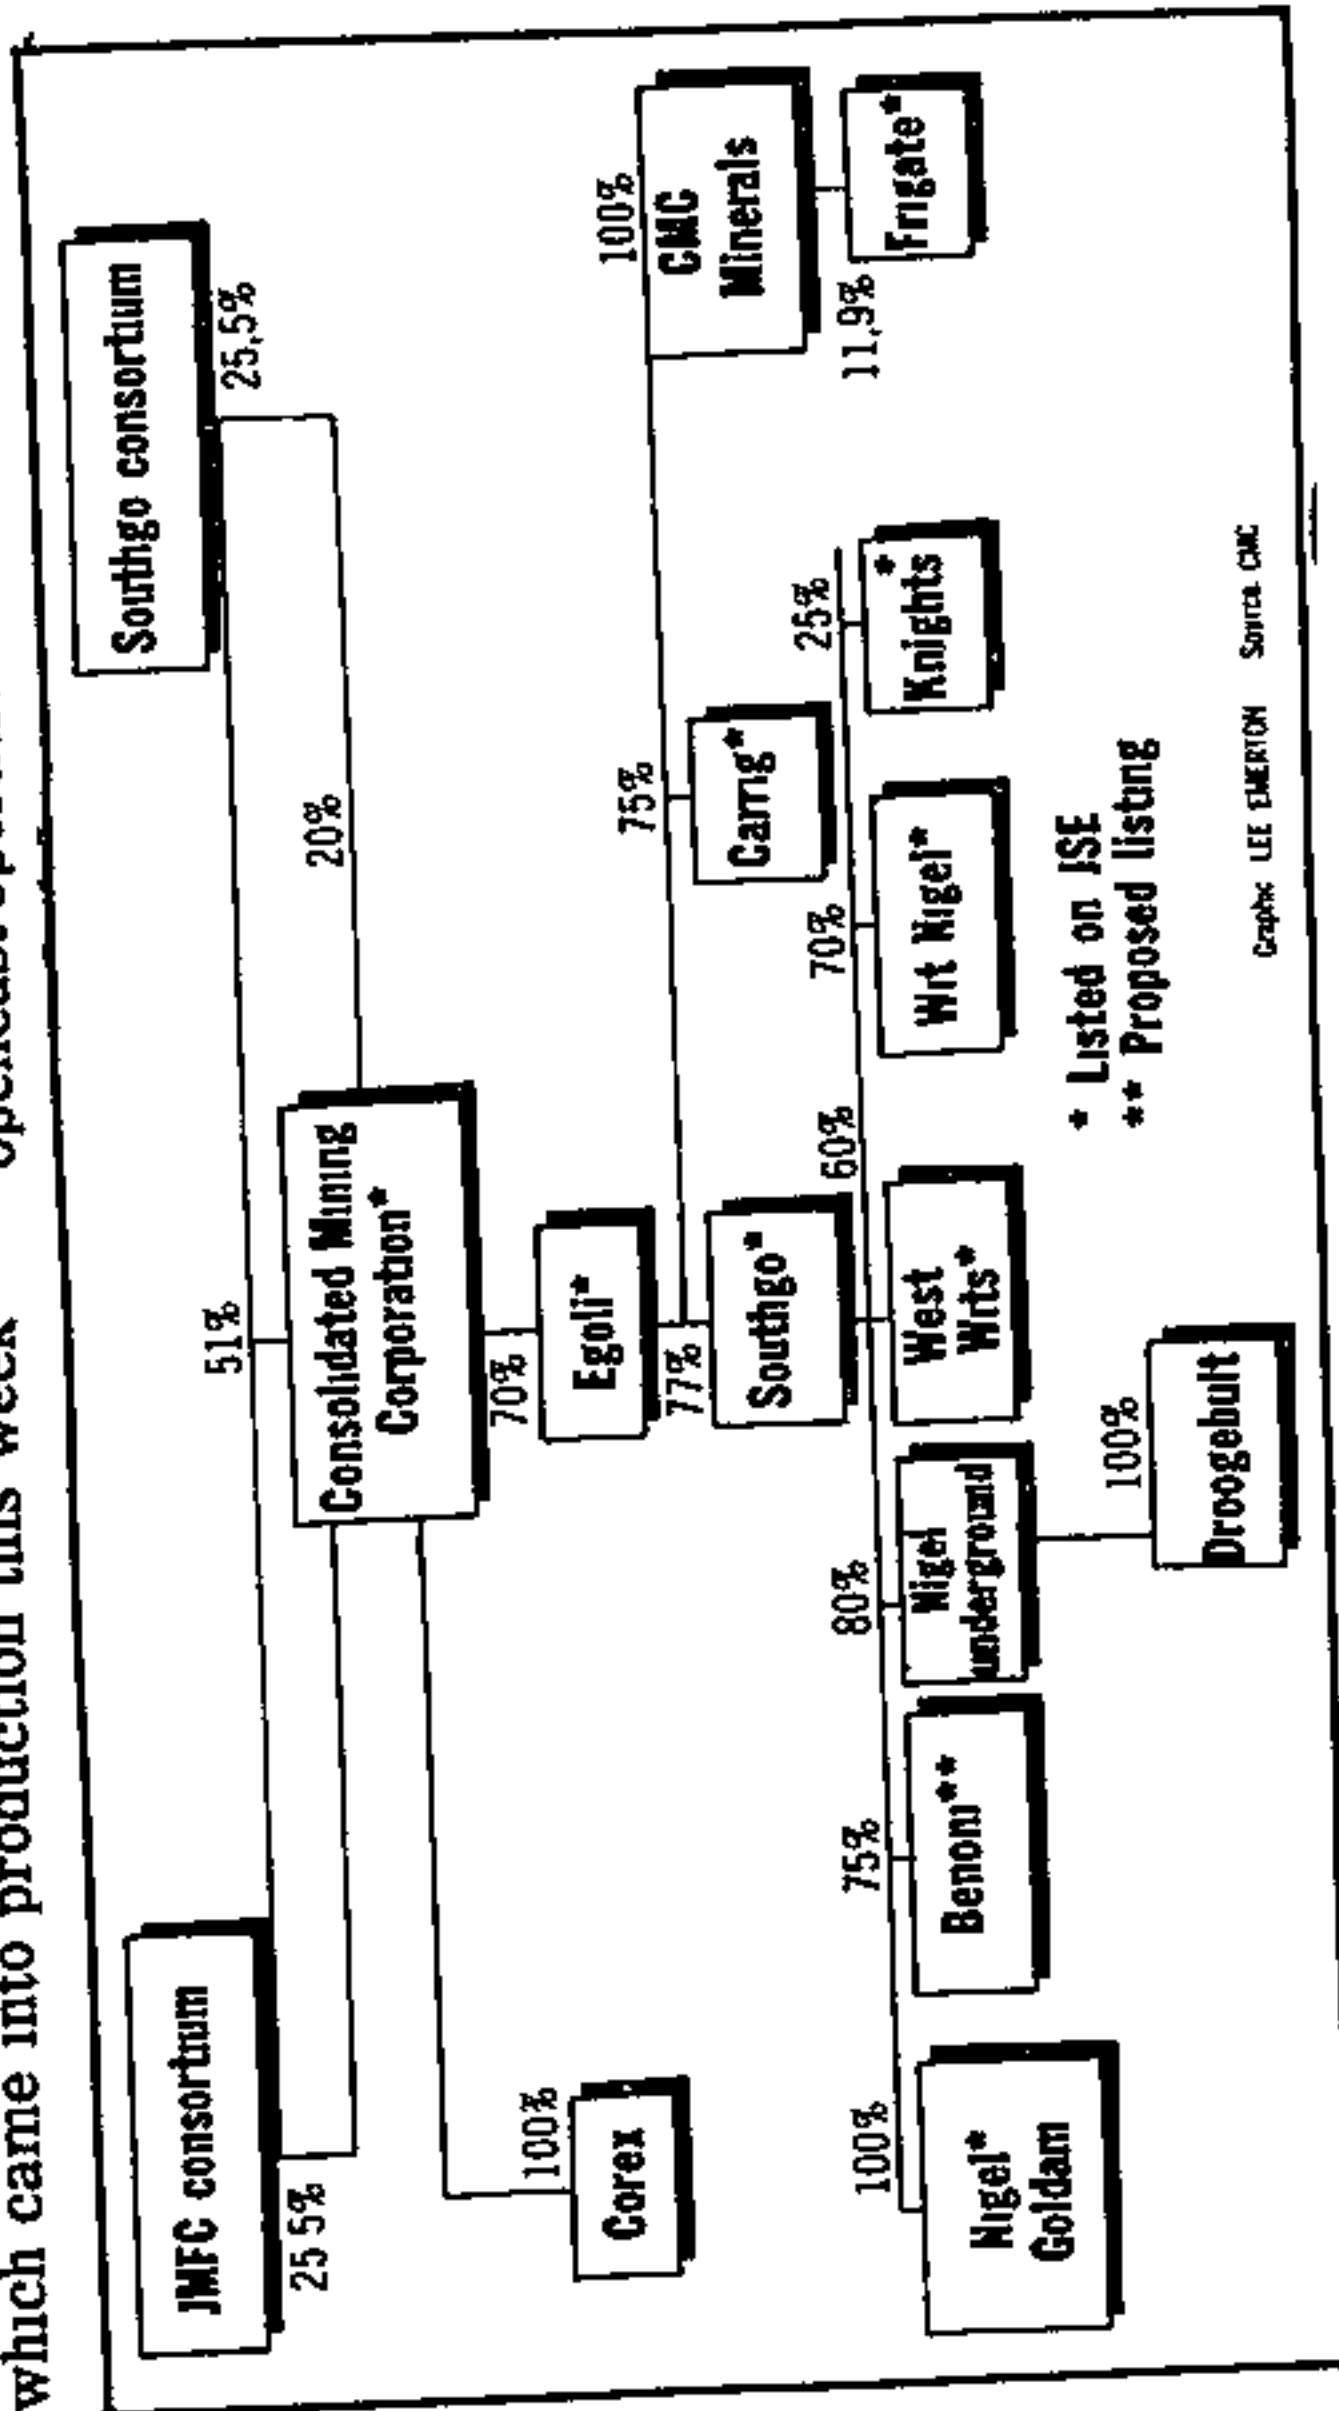 which came into production this week
JMFC consortium
Southgo consortium
25 5%
51%
25,5%
20%
Consolidated Mining
Corporation*
100%
Corex
70%
Egoli*
77%
75%
100%
Southgo*
Carrig*
CMC
Minerals
11,9%
Frigate*
100%
75%
80%
60%
70%
25%
Nigel*
Goldam
Benoni**
Nigel
underground
West
Wits*
Wit Nigel*
Knights*
100%
Droogebult
* Listed on JSE
** Proposed listing
Graphic LEE EMERTON Source CMC